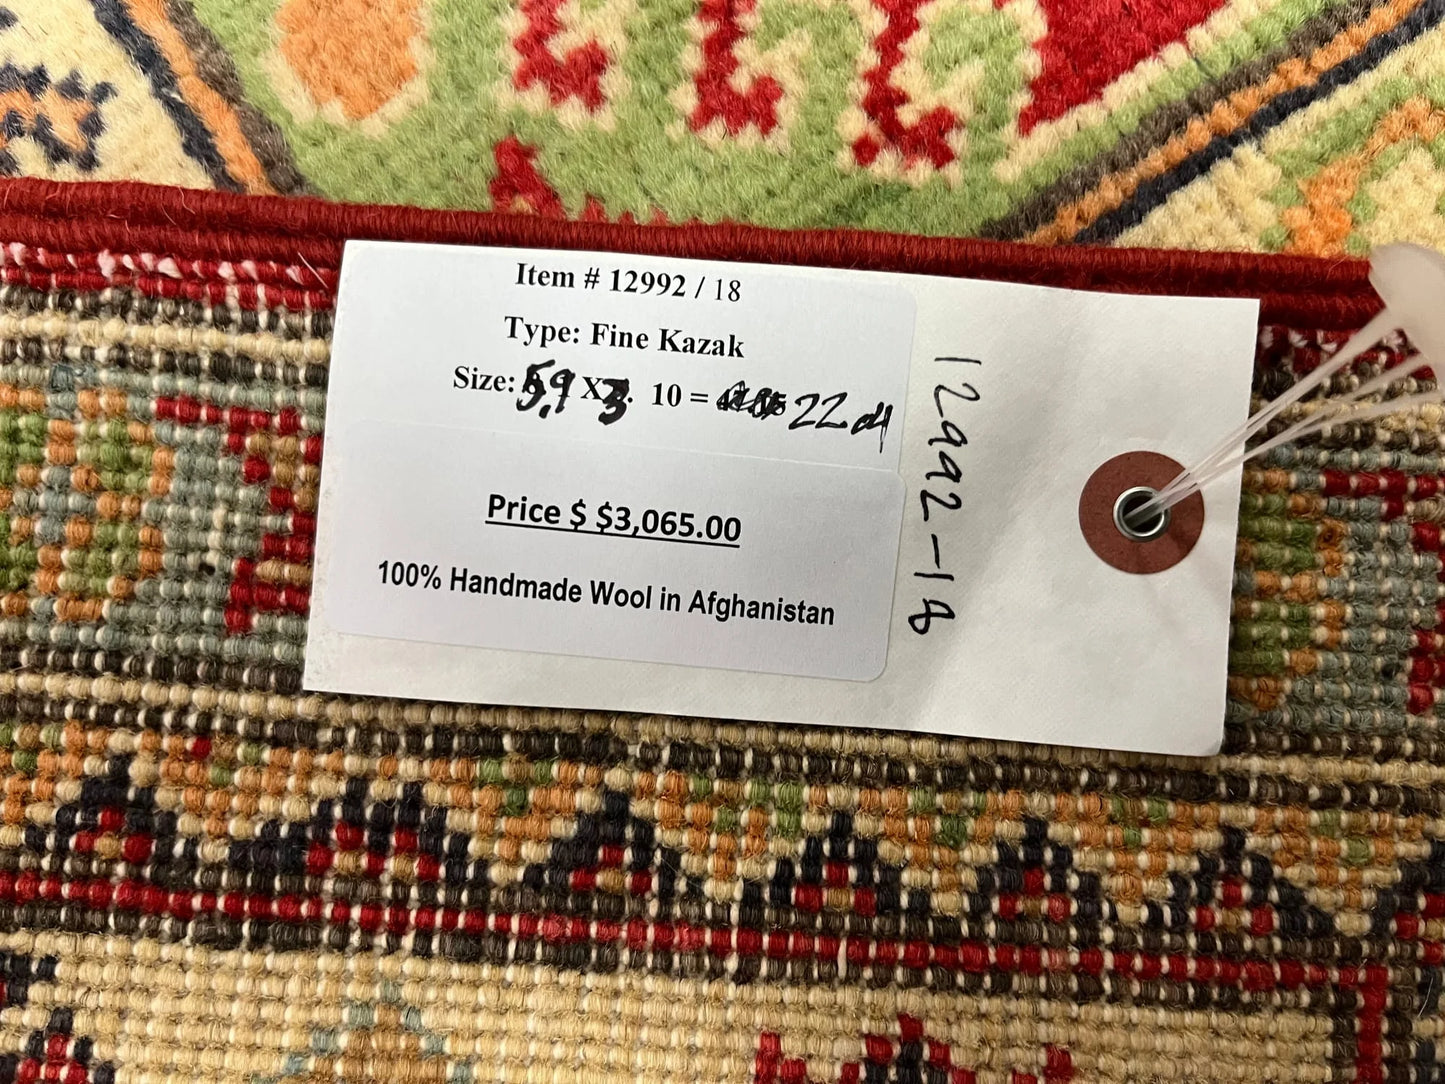 Item # 12992 / 18
Type: Fine Kazak
Size: 5.9 X 3. 10 = 22
Price $ $3,065.00
100% Handmade Wool in Afghanistan
12992-18